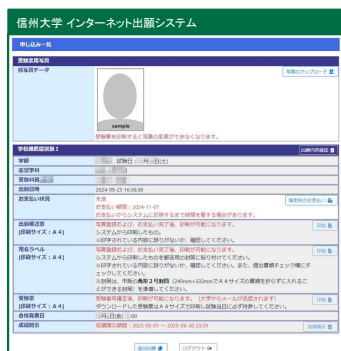 信州大学 インターネット出願システム
申し込み一覧
受験票用写真
顔写真データ
写真のアップロード
sample
受験票を印刷すると写真の変更ができなくなります。
学校推薦型選抜Ⅰ
出願内容確認
学部
試験日: 月 日(土)
希望学科
受験科目
出願日時
2024-09-25 16:36:36
お支払い状況
未済
お支払い期限:2024-11-07
お支払いからシステムに反映するまで時間を要する場合があります。
検定料のお支払い
出願確認票
[印刷サイズ:A4]
写真登録および、お支払い完了後、印刷が可能になります。
システムから印刷したもの。
※印字されている内容に誤りがないか、確認してください。
印刷
宛名ラベル
[印刷サイズ:A4]
写真登録および、お支払い完了後、印刷が可能になります。
システムから印刷したものを郵送用の封筒に貼り付けてください。
※印字されている内容に誤りがないか、確認してください。また、提出書類チェック欄にチ
ェックしてください。
※封筒は、市販の角形2号封筒(240mm×332mmでA4サイズの書類を折らずに入れるこ
とができる封筒)を準備してください。
印刷
受験票
[印刷サイズ:A4]
受験番号確定後、印刷が可能になります。(大学からメールが送信されます)
ダウンロードした受験票はA4サイズで印刷し試験当日に必ず持参してください。
印刷
合格発表日
月 日(金) :00
成績開示
成績開示期間:2025-05-01 ～ 2025-06-30 23:59
成績開示
追加出願
ログアウト